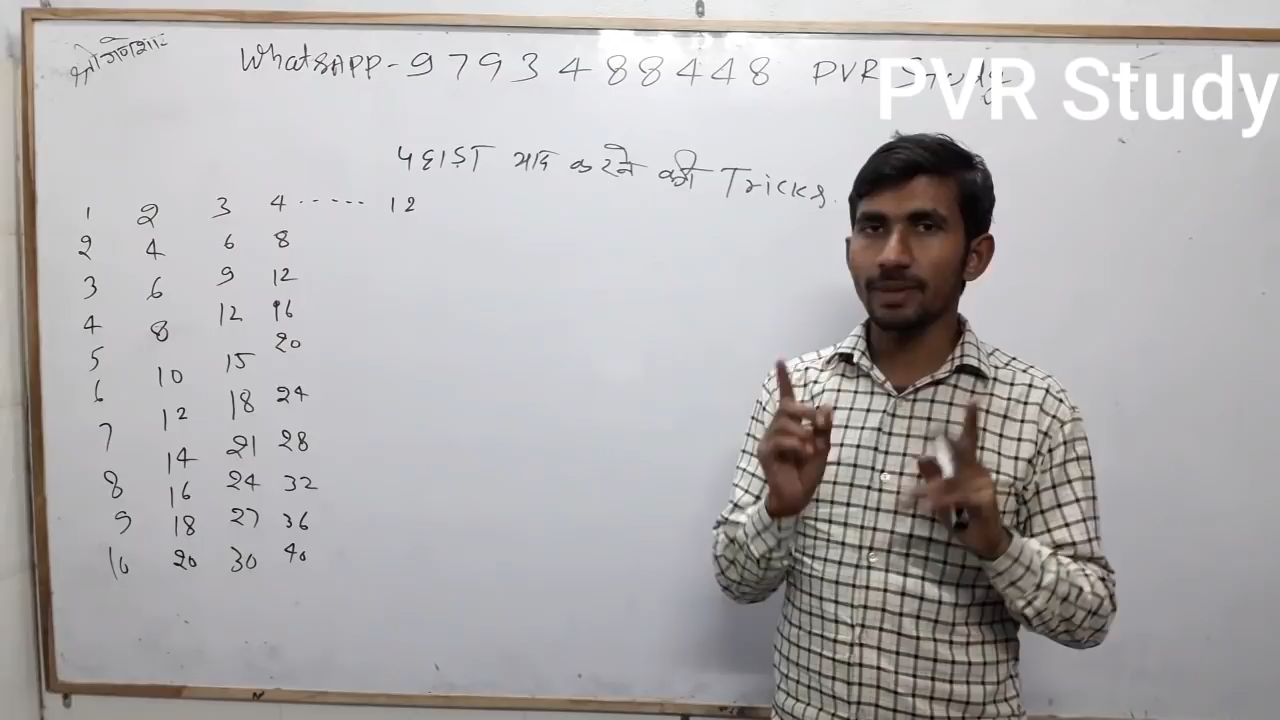 श्री गणेशाय
WhatsAPP - 9793488448 PVR Study
PVR Study
पहाड़ा याद करने की Tricks.
1 2 3 4 ...... 12
2 4 6 8
3 6 9 12
4 8 12 16
5 10 15 20
6 12 18 24
7 14 21 28
8 16 24 32
9 18 27 36
10 20 30 40